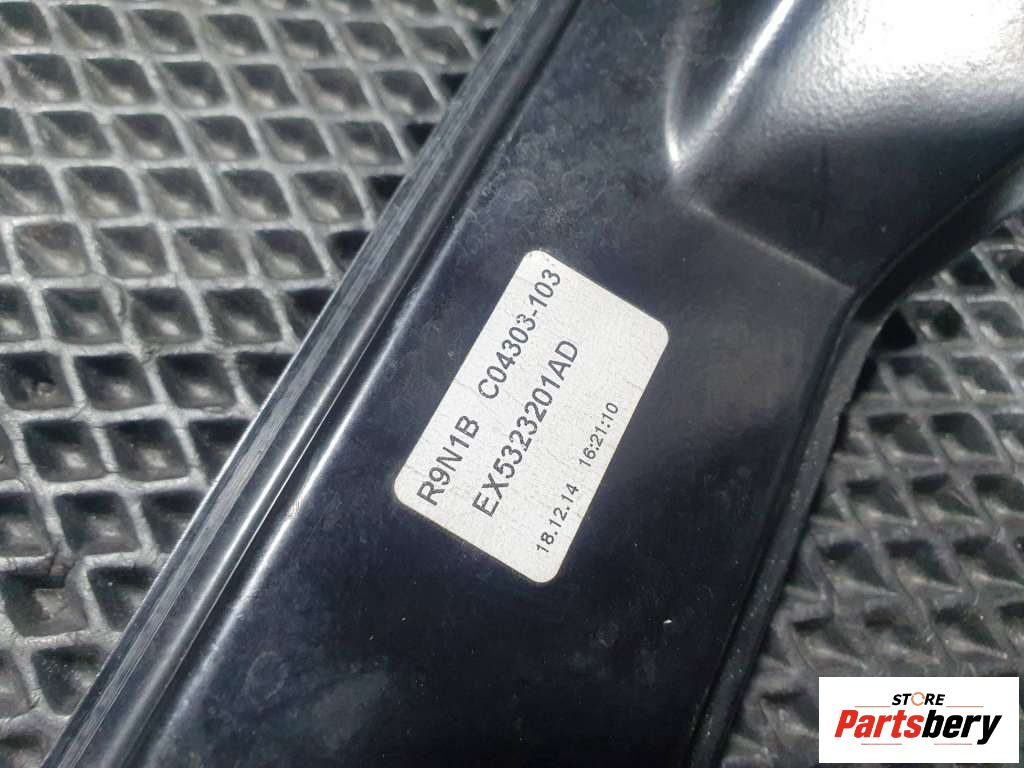 R9N1B C04303-103
EX5323201AD
18.12.14 16:21:10
STORE
Partsbery